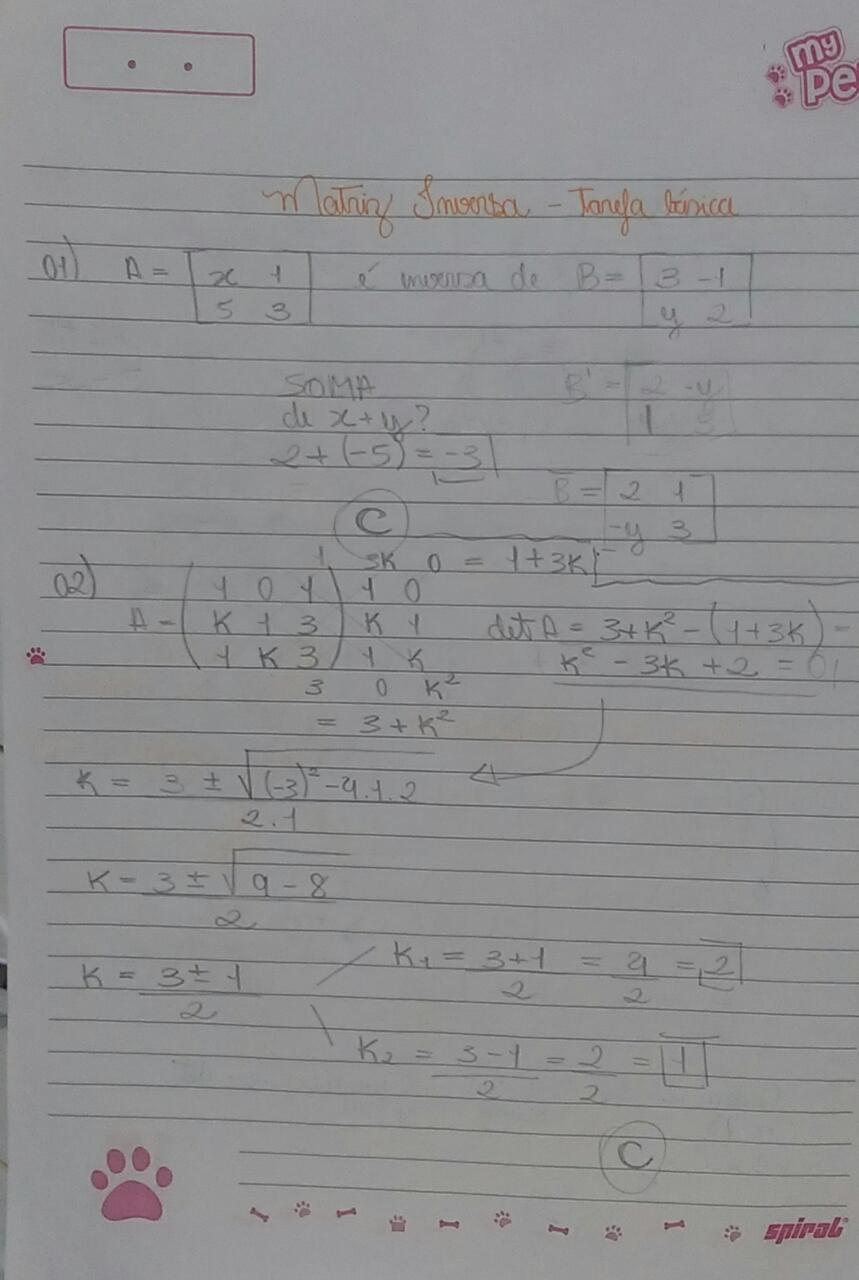 my
pe
Matriz Inversa - Tarefa básica
01) A = x 1 é inversa de B = 3 -1
5 3 y 2
SOMA B' = 2 -y
de x+y? 1 3
2 + (-5) = -3
B = 2 1
C -y 3
1 3K 0 = 1+3K
02) 1 0 1 1 0
A = K 1 3 K 1 det A = 3+K² - (1+3K) =
1 K 3 1 K K² - 3K + 2 = 0
3 0 K²
= 3 + K²
K = 3 ± √(-3)² - 4.1.2
2.1
K = 3 ± √9 - 8
2
K = 3 ± 1 K₁ = 3+1 = 4 = 2
2 2 2
K₂ = 3-1 = 2 = 1
2 2
C
spiral